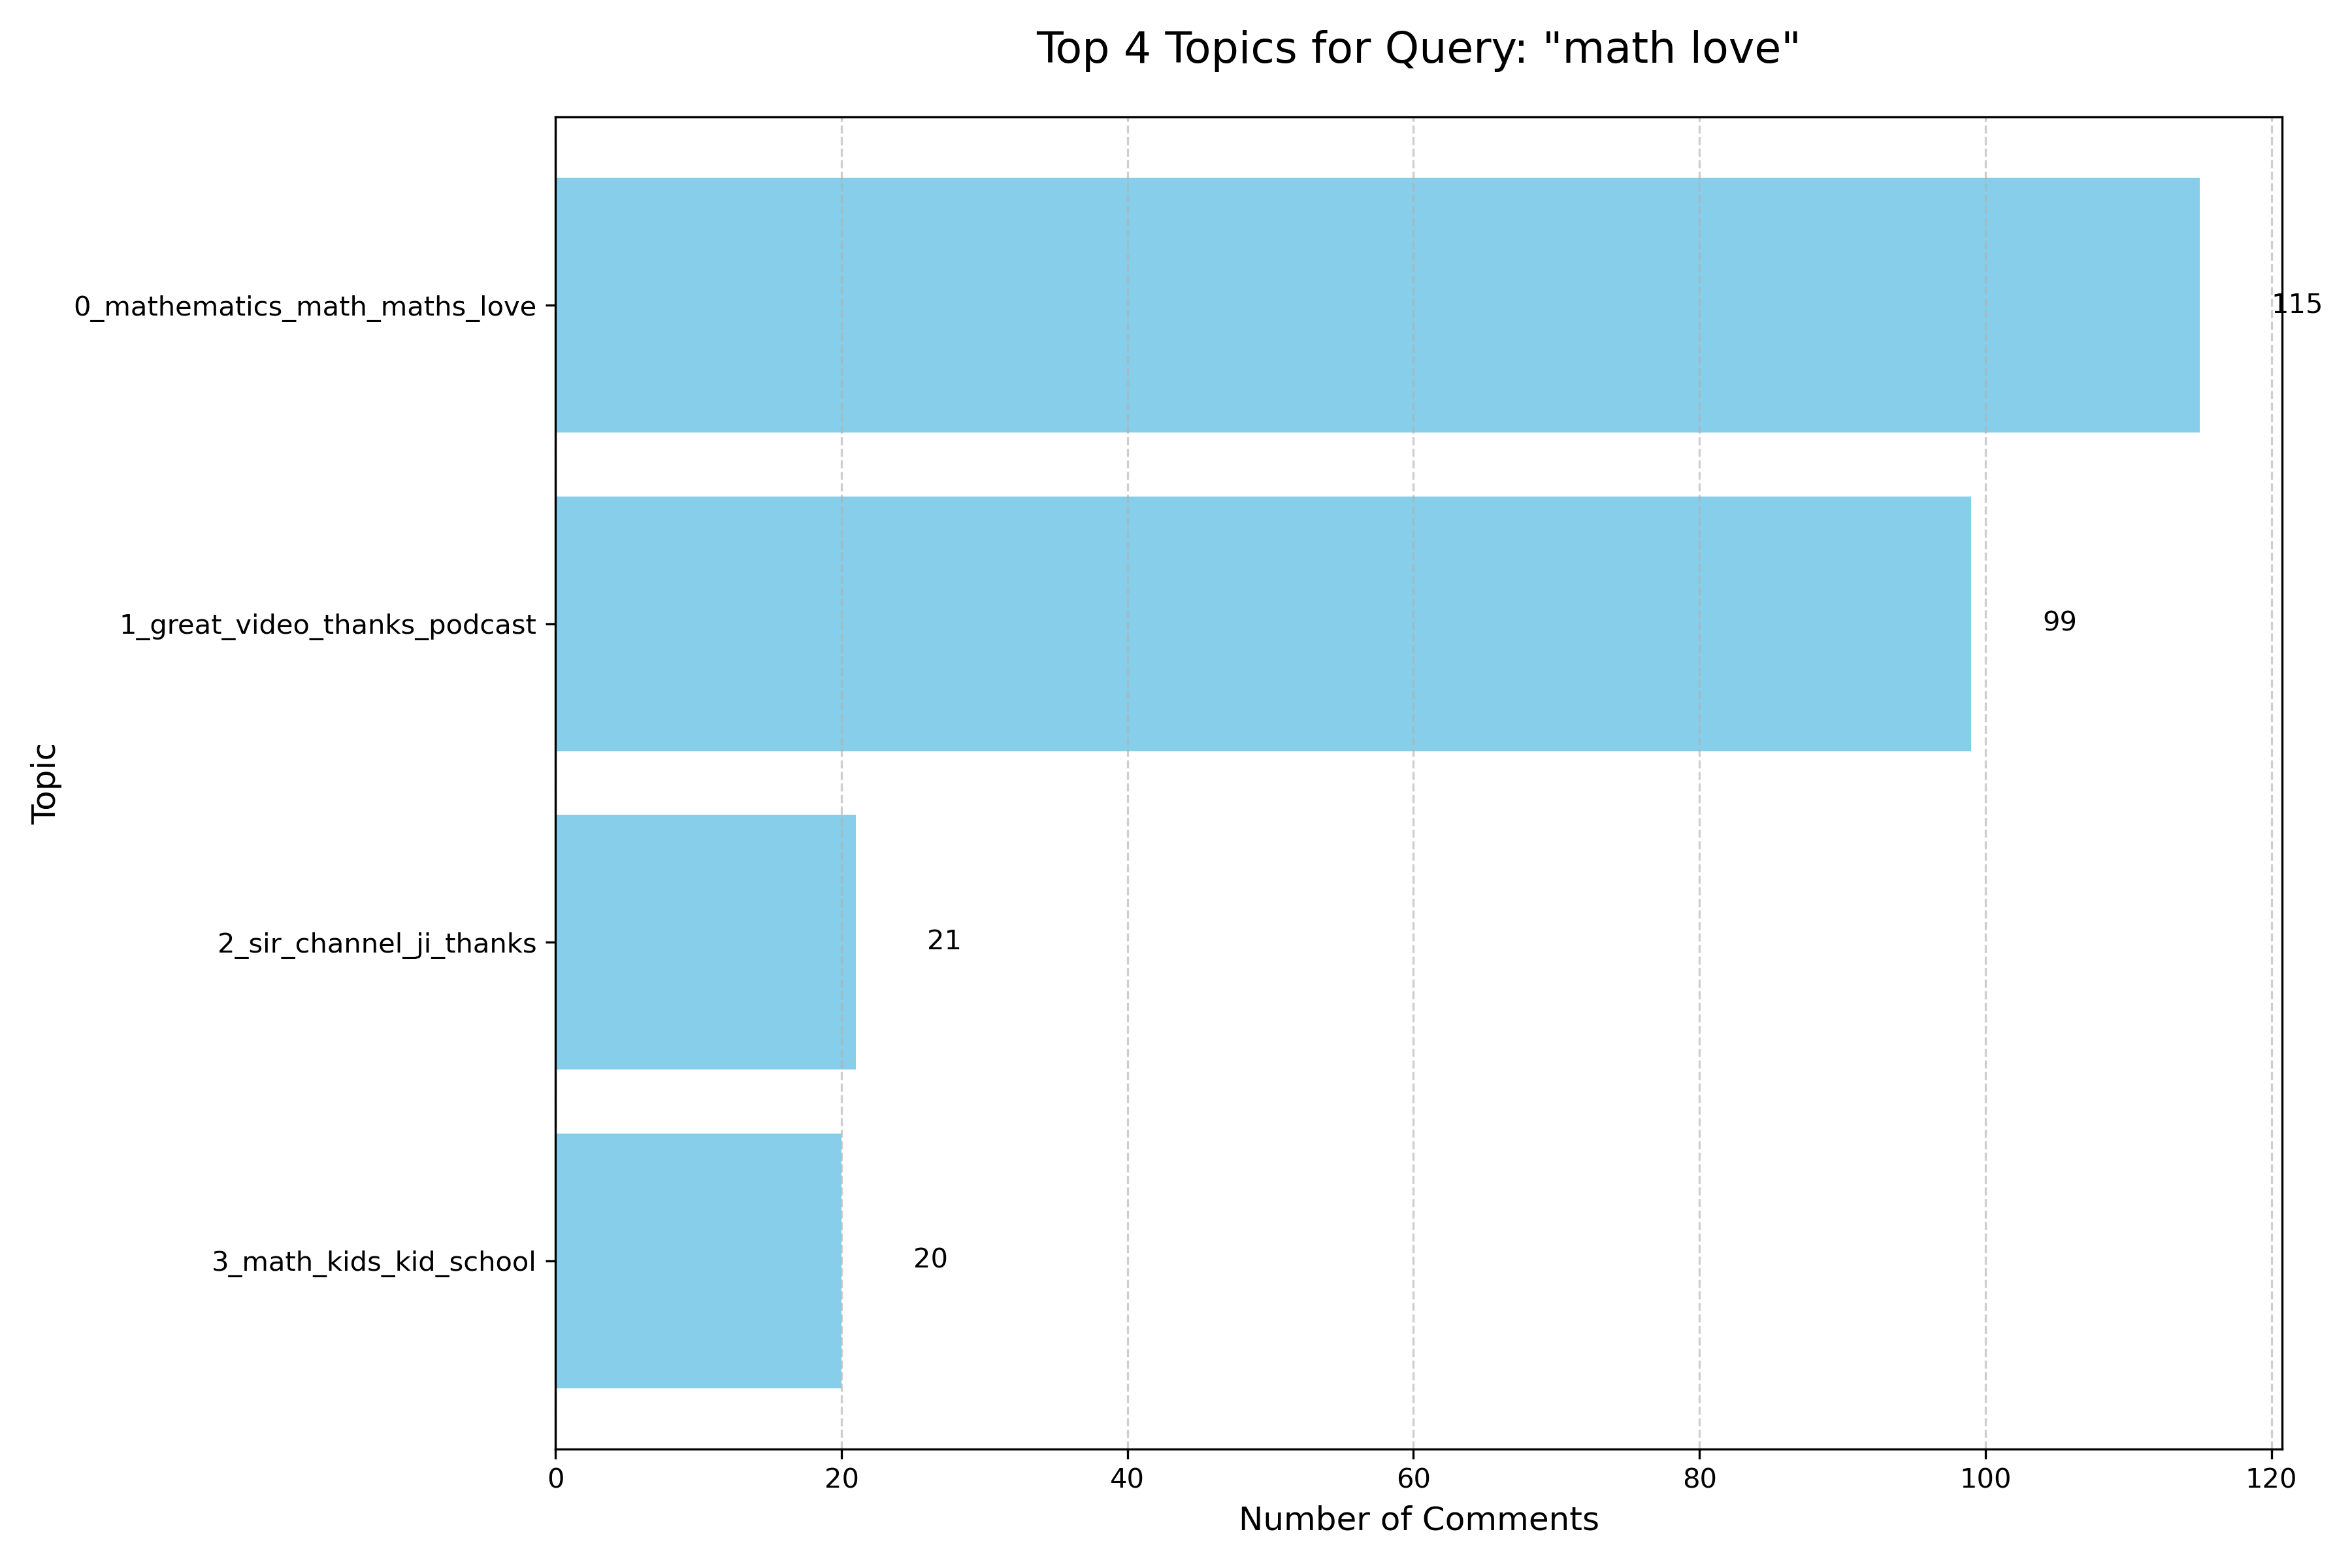 Top 4 Topics for Query: "math love"
0_mathematics_math_maths_love
115
1_great_video_thanks_podcast
99
Topic
2_sir_channel_ji_thanks
21
3_math_kids_kid_school
20
0 20 40 60 80 100 120
Number of Comments